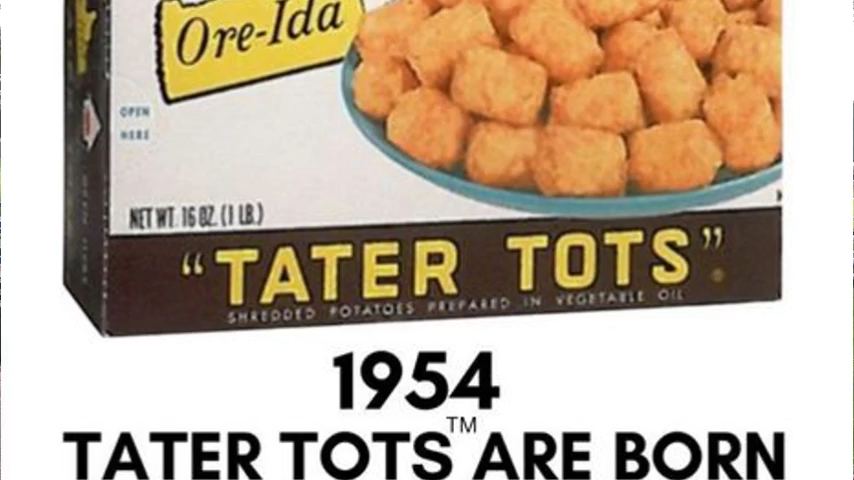 Ore-Ida
OPEN
HERE
NET WT. 16 OZ. (1 LB.)
“TATER TOTS”®
SHREDDED POTATOES PREPARED IN VEGETABLE OIL
1954
TATER TOTS™ ARE BORN